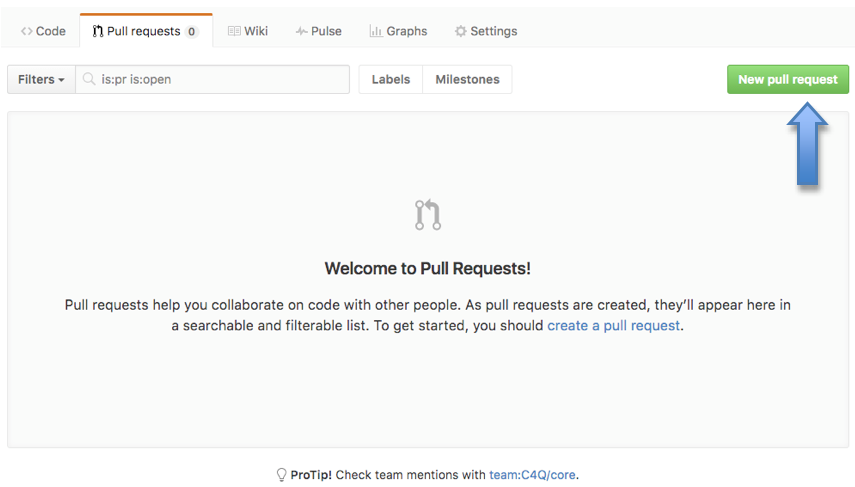 Code Pull requests 0 Wiki Pulse Graphs Settings
Filters is:pr is:open Labels Milestones New pull request
Welcome to Pull Requests!
Pull requests help you collaborate on code with other people. As pull requests are created, they’ll appear here in
a searchable and filterable list. To get started, you should create a pull request.
ProTip! Check team mentions with team:C4Q/core.